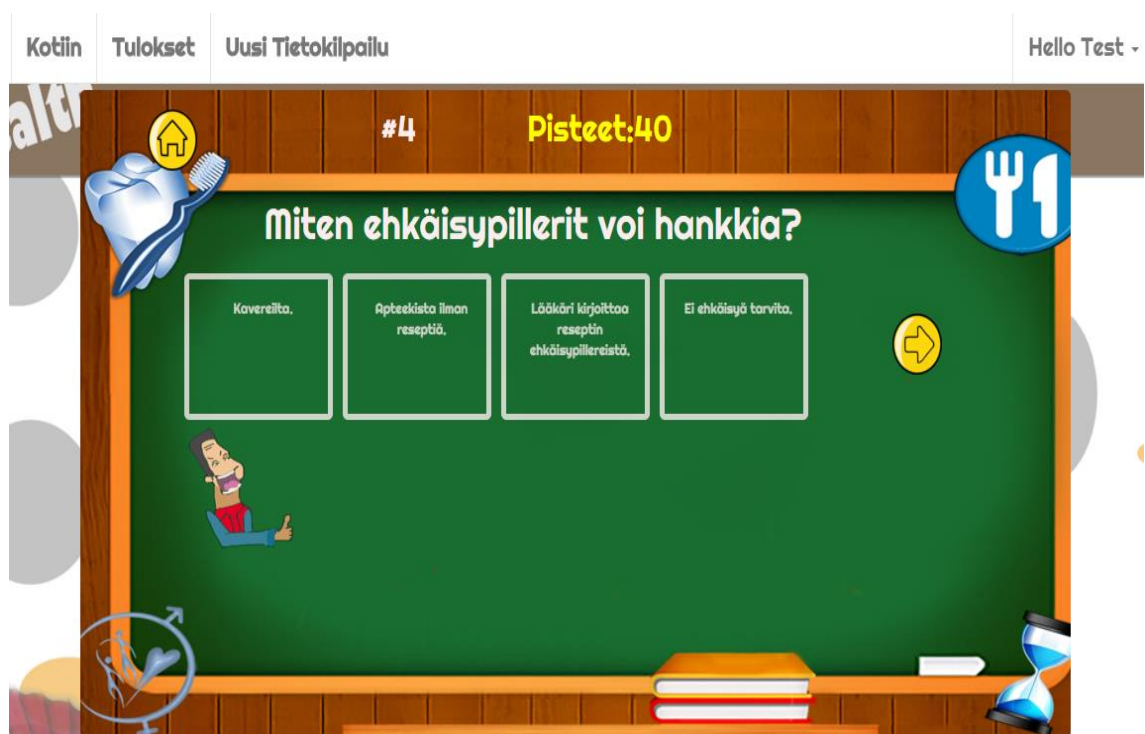 Kotiin Tulokset Uusi Tietokilpailu Hello Test
alth
#4 Pisteet:40
Miten ehkäisypillerit voi hankkia?
Kavereilta.
Apteekista ilman
reseptiä.
Lääkäri kirjoittaa
reseptin
ehkäisypillereistä.
Ei ehkäisyä tarvita.